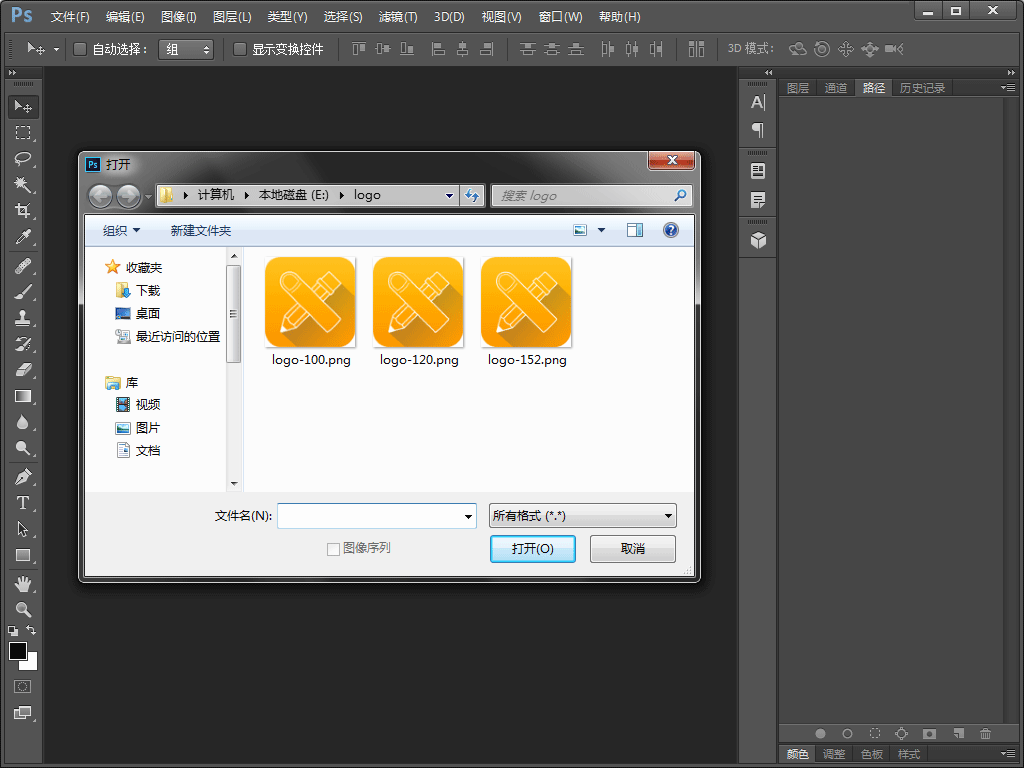 Ps 文件(F) 编辑(E) 图像(I) 图层(L) 类型(Y) 选择(S) 滤镜(T) 3D(D) 视图(V) 窗口(W) 帮助(H)
自动选择： 组 显示变换控件 3D 模式：
图层 通道 路径 历史记录
Ps 打开
计算机 本地磁盘 (E:) logo 搜索 logo
组织 新建文件夹
收藏夹
下载
桌面
最近访问的位置
库
视频
图片
文档
logo-100.png logo-120.png logo-152.png
文件名(N): 所有格式 (*.*)
图像序列 打开(O) 取消
颜色 调整 色板 样式